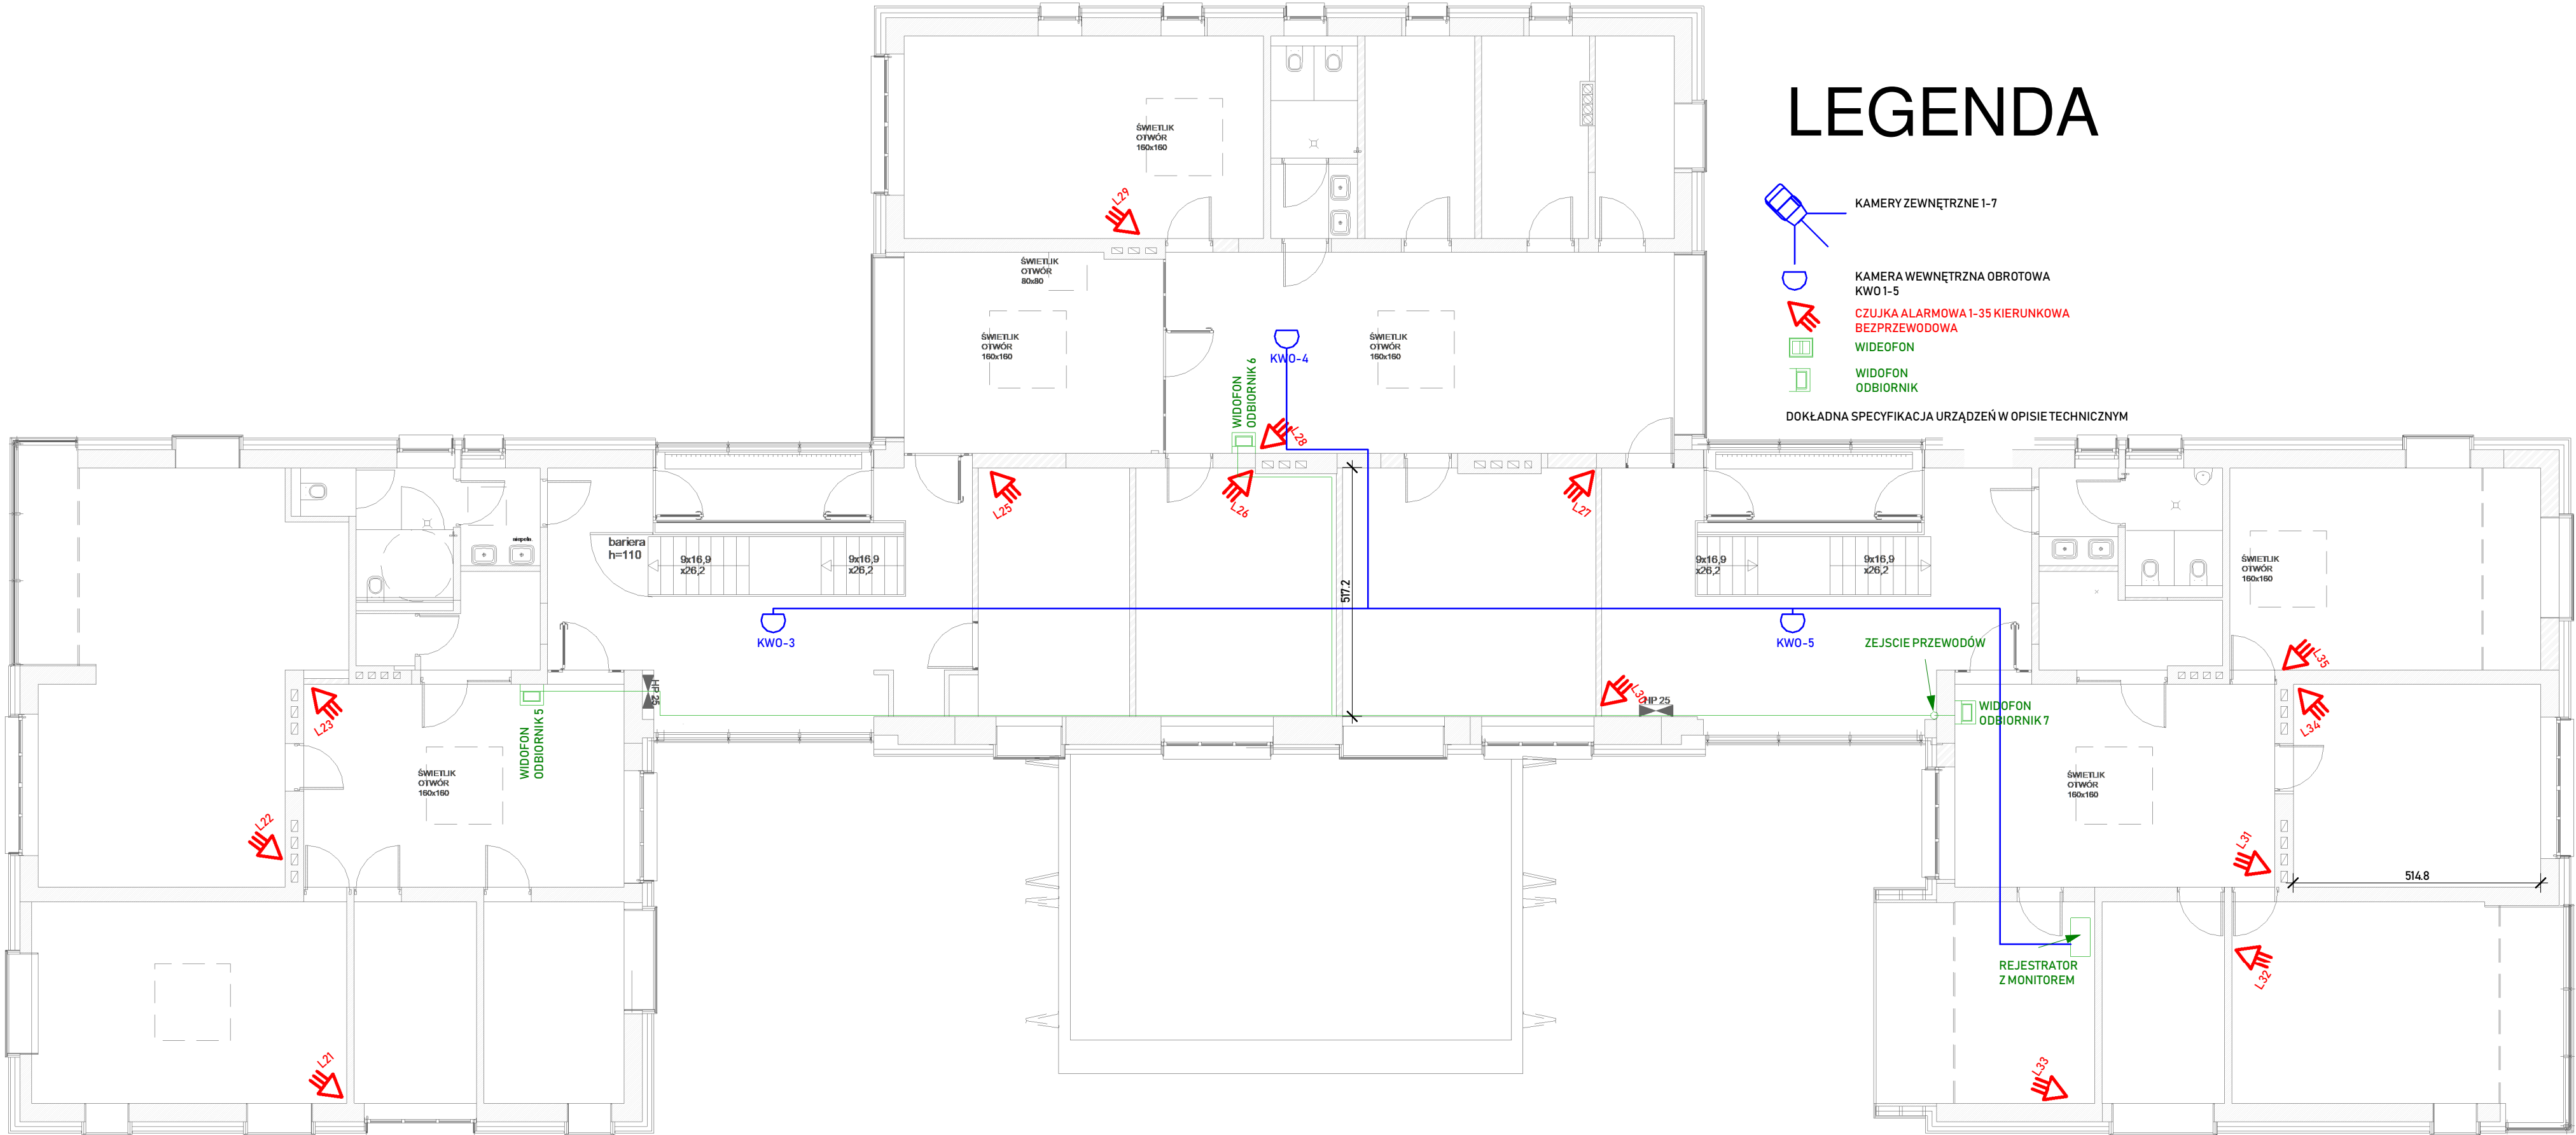 LEGENDA
KAMERY ZEWNĘTRZNE 1-7
KAMERA WEWNĘTRZNA OBROTOWA
KWO 1-5
CZUJKA ALARMOWA 1-35 KIERUNKOWA
BEZPRZEWODOWA
WIDEOFON
WIDOFON
ODBIORNIK
DOKŁADNA SPECYFIKACJA URZĄDZEŃ W OPISIE TECHNICZNYM
ŚWIETLIK
OTWÓR
160x160
L29
ŚWIETLIK
OTWÓR
80x80
ŚWIETLIK
OTWÓR
160x160
KWO-4
ŚWIETLIK
OTWÓR
160x160
WIDOFON
ODBIORNIK 6
L28
L25
L26
L27
bariera
h=110
9x16,9
x26,2
9x16,9
x26,2
9x16,9
x26,2
9x16,9
x26,2
517.2
KWO-3
KWO-5
ZEJSCIE PRZEWODÓW
ŚWIETLIK
OTWÓR
160x160
L35
L23
HP 25
L30
HP 25
WIDOFON
ODBIORNIK 7
L34
WIDOFON
ODBIORNIK 5
ŚWIETLIK
OTWÓR
160x160
ŚWIETLIK
OTWÓR
160x160
L22
L31
514.8
REJESTRATOR
Z MONITOREM
L32
L21
L33